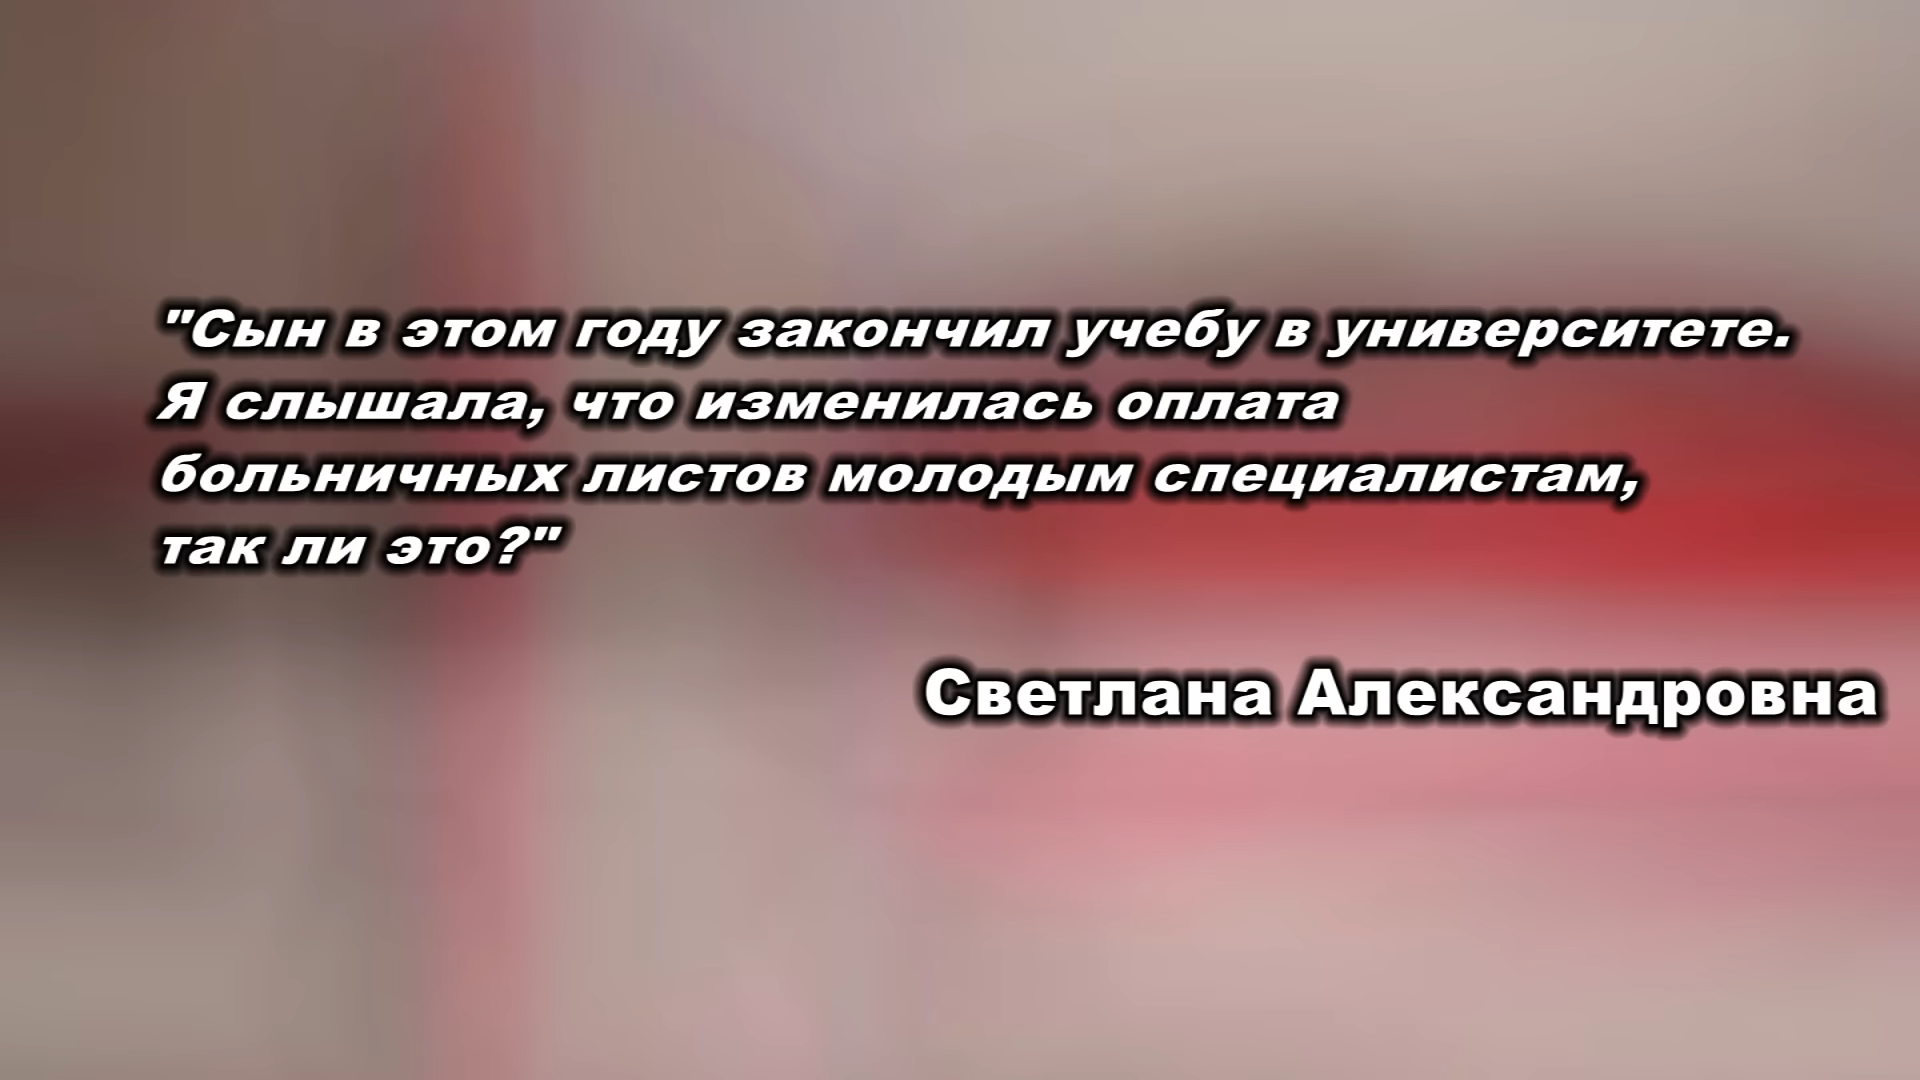 "Сын в этом году закончил учебу в университете.
Я слышала, что изменилась оплата
больничных листов молодым специалистам,
так ли это?"
Светлана Александровна